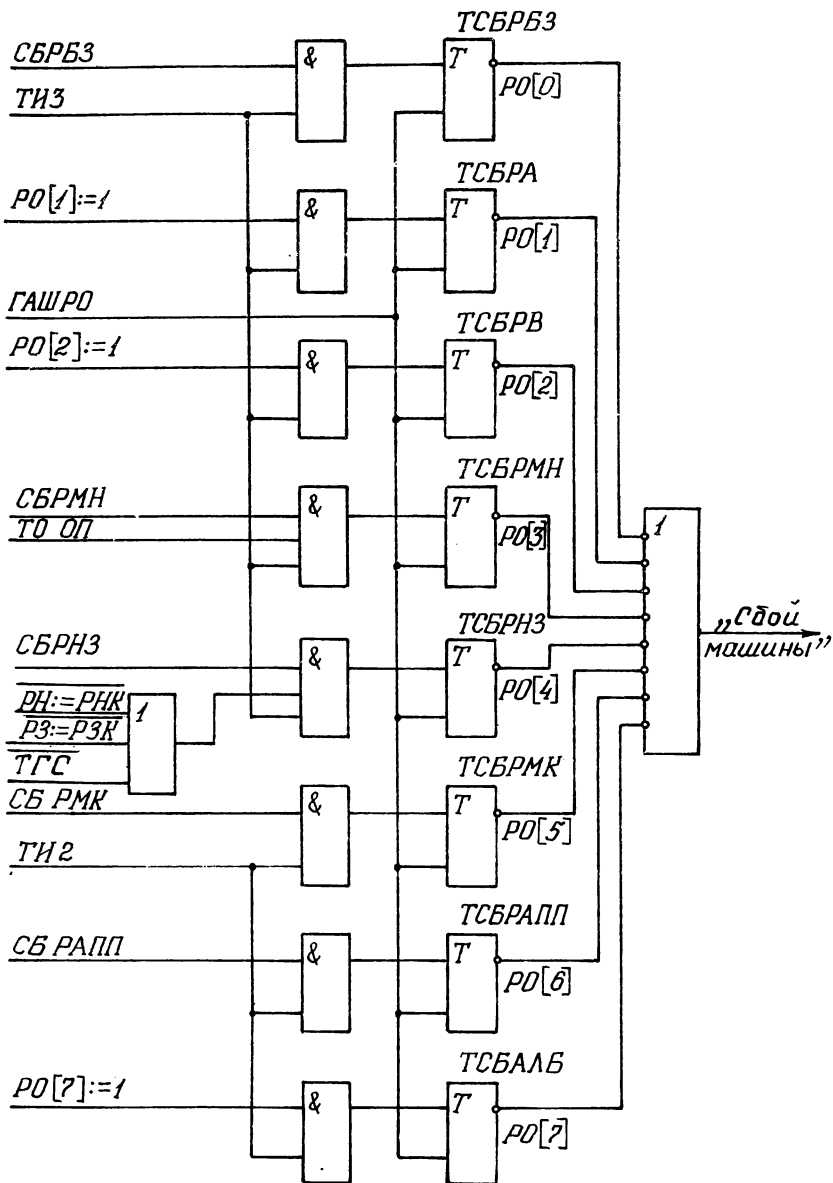 ТСБРБЗ
СБРБЗ
&
Т
РО[0]
ТИЗ
ТСБРА
РО[1]:=1
&
Т
РО[1]
ГАШРО
ТСБРВ
РО[2]:=1
&
Т
РО[2]
ТСБРМН
СБРМН
&
Т
РО[3]
ТО ОП
1
„Сбой
машины”
ТСБРНЗ
СБРНЗ
&
Т
РО[4]
РН:=РНК
1
РЗ:=РЗК
ТГС
ТСБРМК
СБ РМК
&
Т
РО[5]
ТИ2
ТСБРАПП
СБ РАПП
&
Т
РО[6]
ТСБАЛБ
РО[7]:=1
&
Т
РО[7]